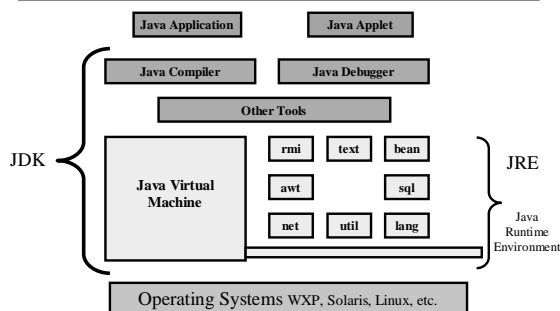 Java Application
Java Applet
Java Compiler
Java Debugger
Other Tools
JDK
Java Virtual
Machine
rmi
text
bean
awt
sql
net
util
lang
JRE
Java
Runtime
Environment
Operating Systems WXP, Solaris, Linux, etc.